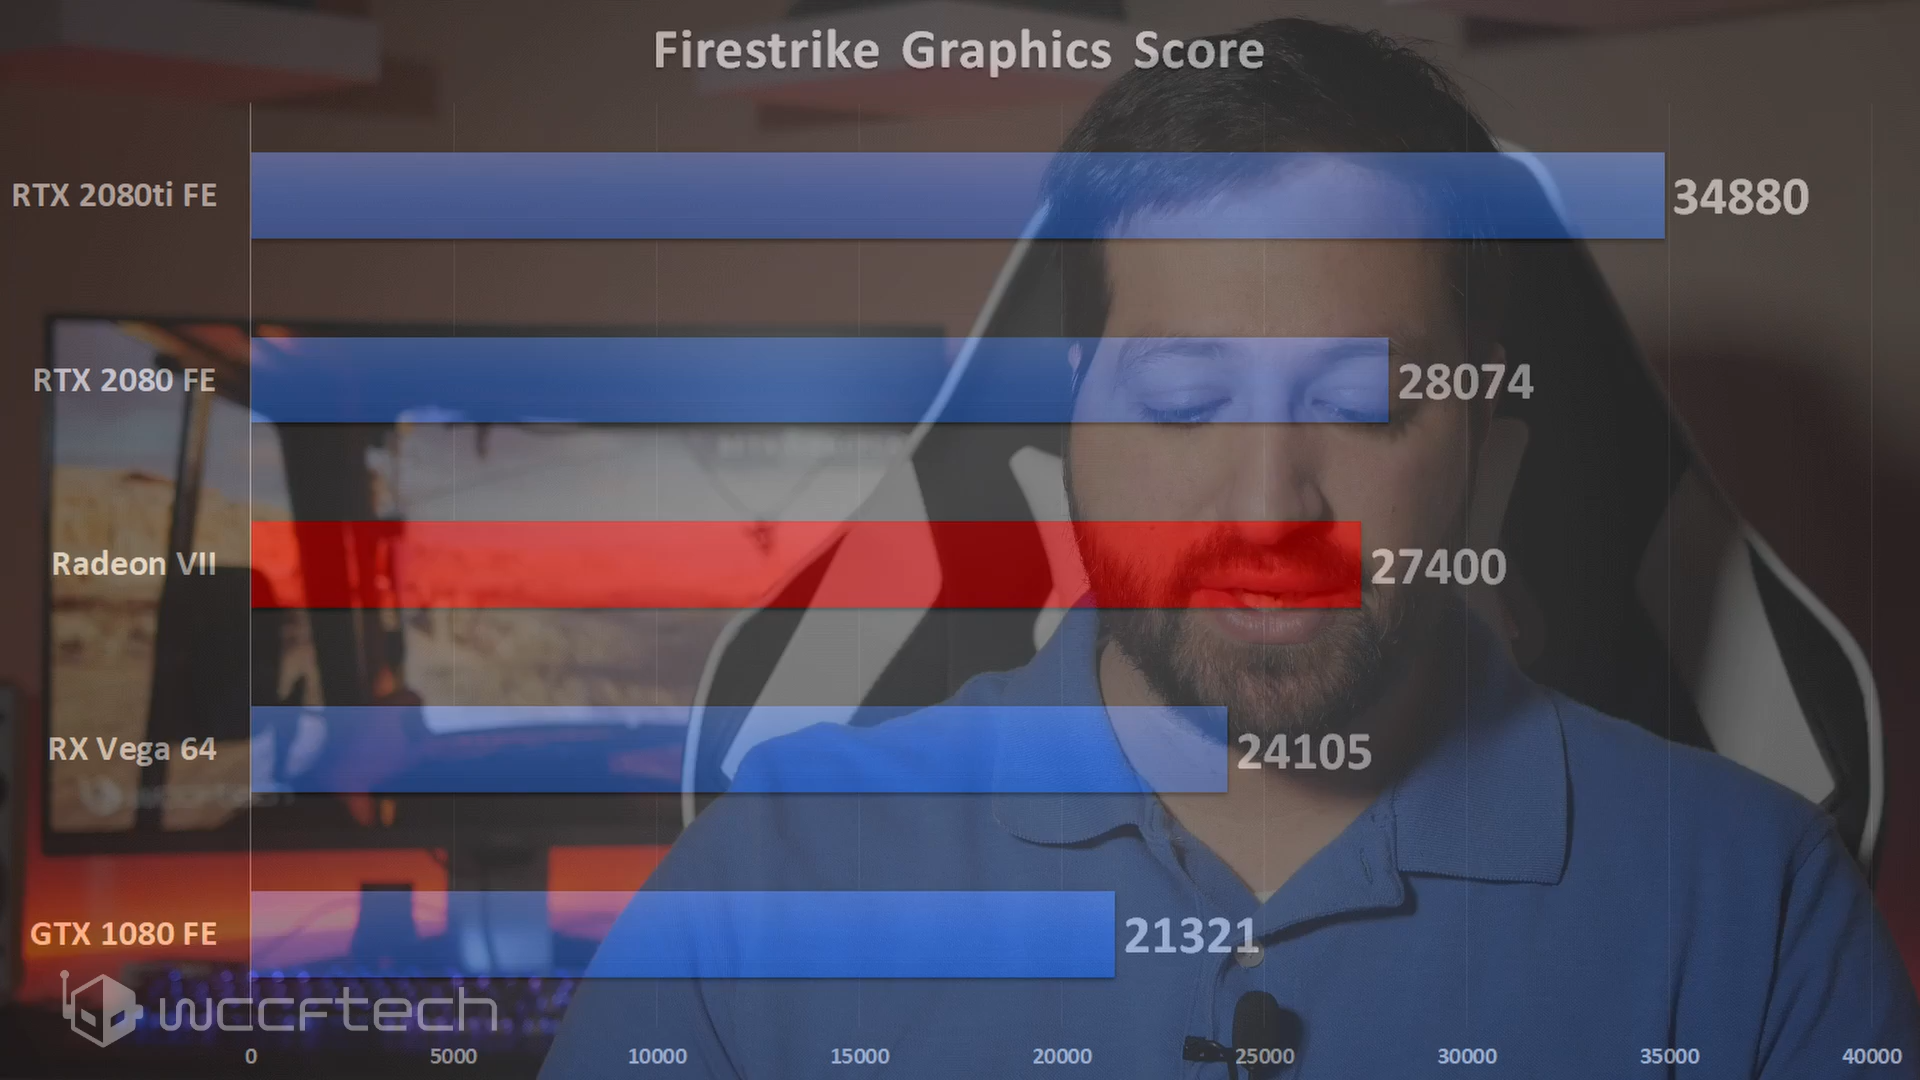 Firestrike Graphics Score
RTX 2080ti FE 34880
RTX 2080 FE 28074
Radeon VII 27400
RX Vega 64 24105
GTX 1080 FE 21321
wccftech
0 5000 10000 15000 20000 25000 30000 35000 40000